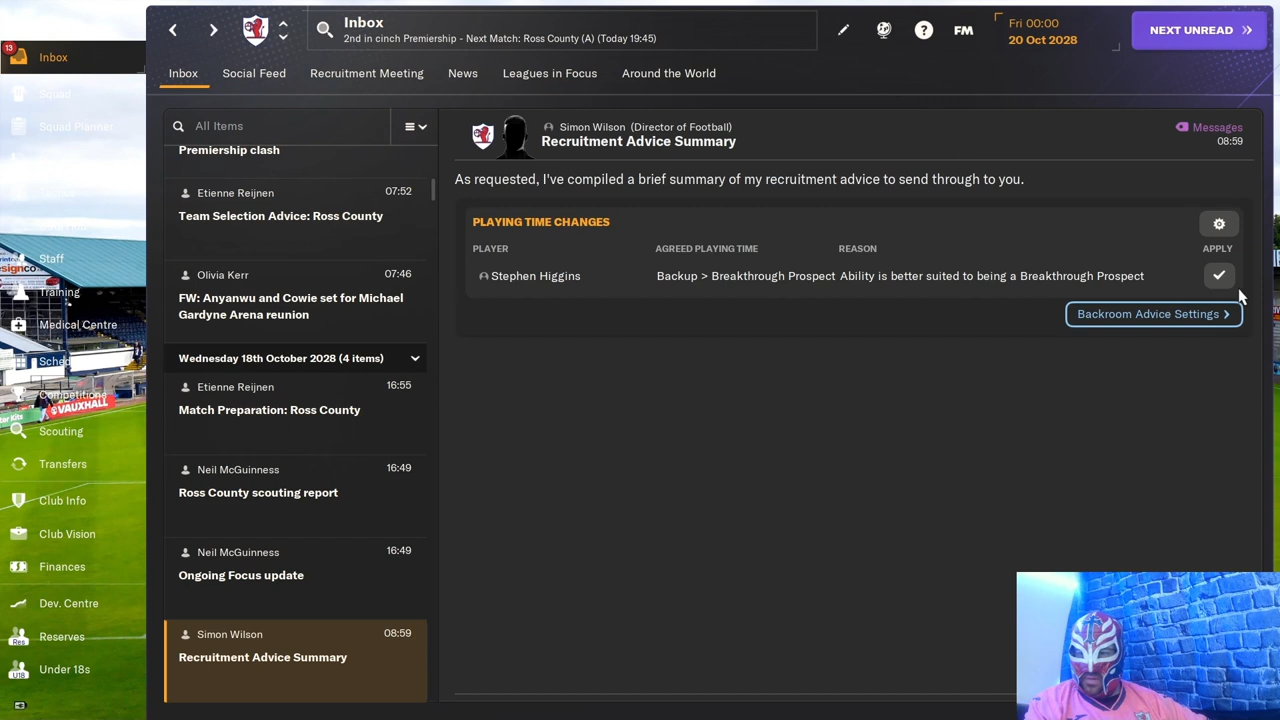 Inbox
2nd in cinch Premiership - Next Match: Ross County (A) (Today 19:45)
FM
Fri 00:00
20 Oct 2028
NEXT UNREAD
Inbox
Social Feed
Recruitment Meeting
News
Leagues in Focus
Around the World
13
Inbox
Squad
Squad Planner
Staff
Training
Medical Centre
Competitions
Scouting
Transfers
Club Info
Club Vision
Finances
Dev. Centre
Res
Reserves
U18
Under 18s
VAUXHALL
All Items
Premiership clash
Etienne Reijnen
07:52
Team Selection Advice: Ross County
Olivia Kerr
07:46
FW: Anyanwu and Cowie set for Michael
Gardyne Arena reunion
Wednesday 18th October 2028 (4 items)
Etienne Reijnen
16:55
Match Preparation: Ross County
Neil McGuinness
16:49
Ross County scouting report
Neil McGuinness
16:49
Ongoing Focus update
Simon Wilson
08:59
Recruitment Advice Summary
Simon Wilson (Director of Football)
Recruitment Advice Summary
Messages
08:59
As requested, I've compiled a brief summary of my recruitment advice to send through to you.
PLAYING TIME CHANGES
PLAYER
AGREED PLAYING TIME
REASON
APPLY
Stephen Higgins
Backup > Breakthrough Prospect
Ability is better suited to being a Breakthrough Prospect
Backroom Advice Settings